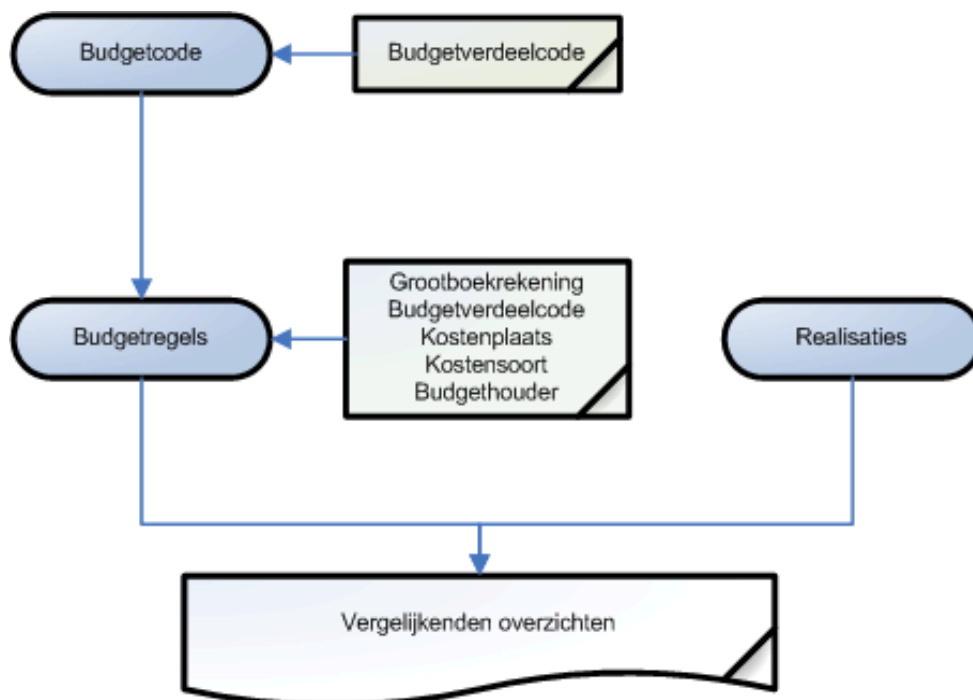 Budgetcode
Budgetverdeelcode
Budgetregels
Grootboekrekening
Budgetverdeelcode
Kostenplaats
Kostensoort
Budgethouder
Realisaties
Vergelijkenden overzichten